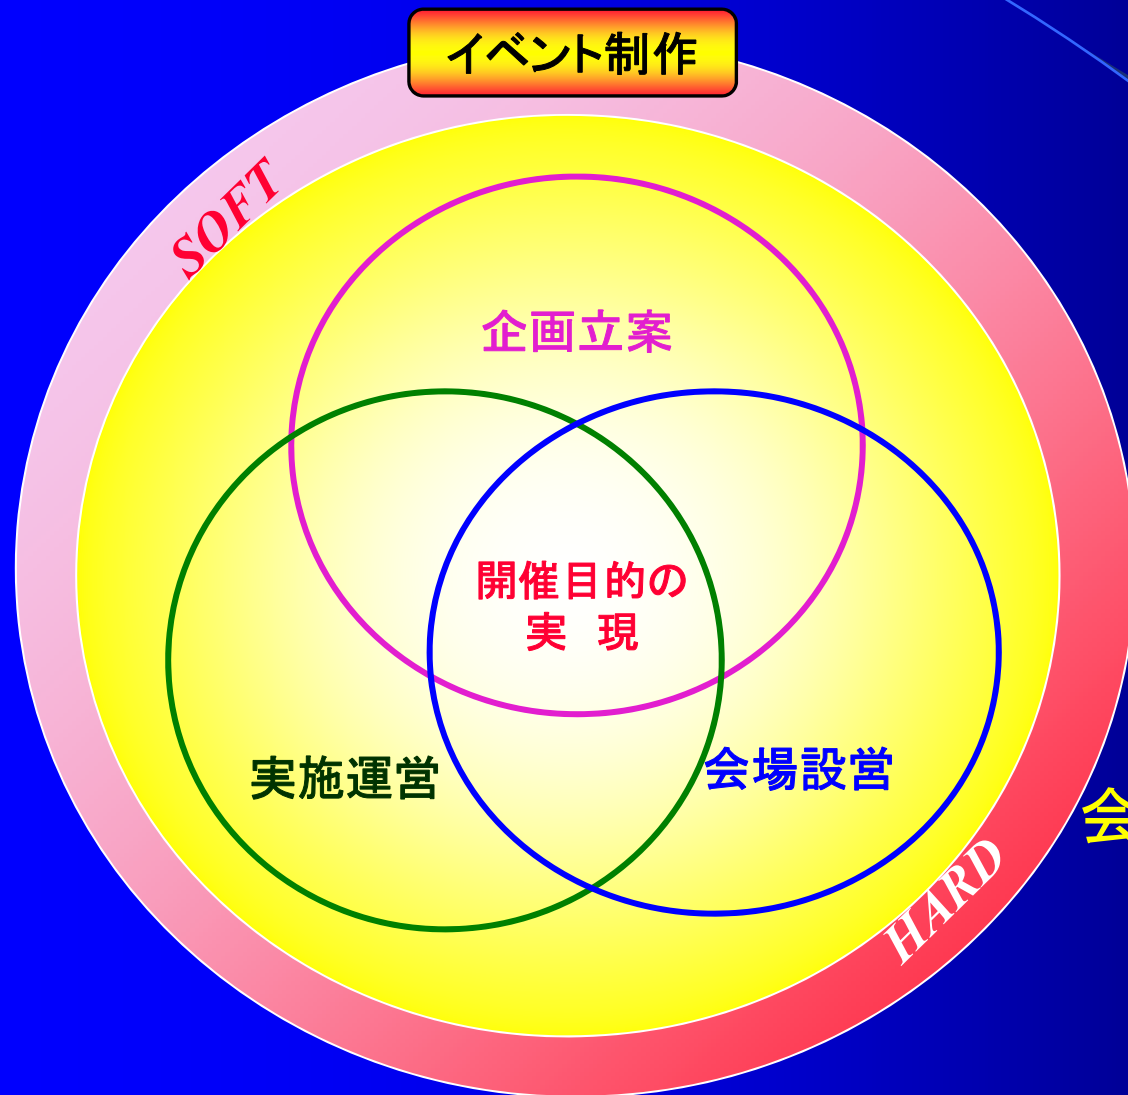 イベント制作
SOFT
企画立案
開催目的の
実 現
実施運営
会場設営
会
HARD